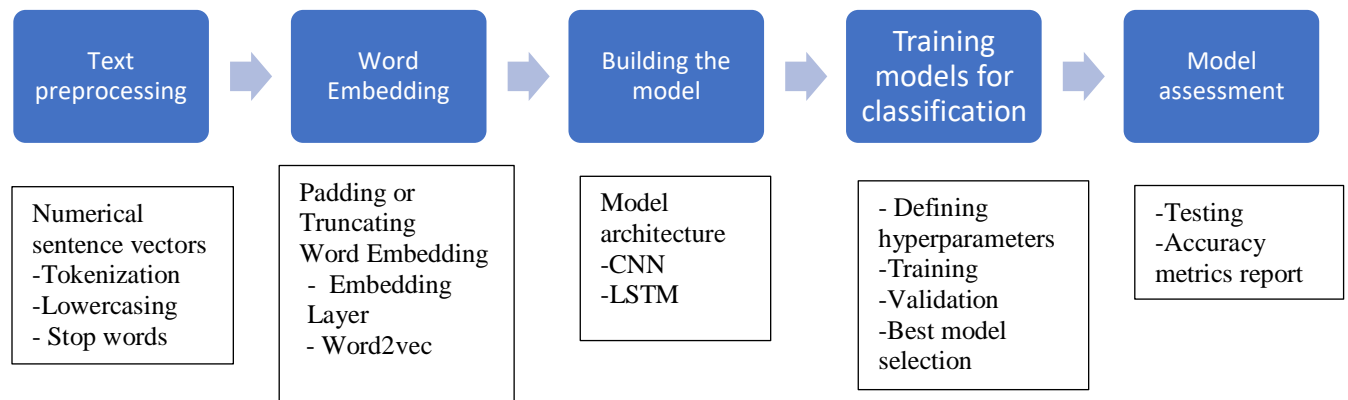 Text
preprocessing
Word
Embedding
Building the
model
Training
models for
classification
Model
assessment
Numerical
sentence vectors
-Tokenization
-Lowercasing
- Stop words
Padding or
Truncating
Word Embedding
- Embedding
Layer
- Word2vec
Model
architecture
-CNN
-LSTM
- Defining
hyperparameters
-Training
-Validation
-Best model
selection
-Testing
-Accuracy
metrics report